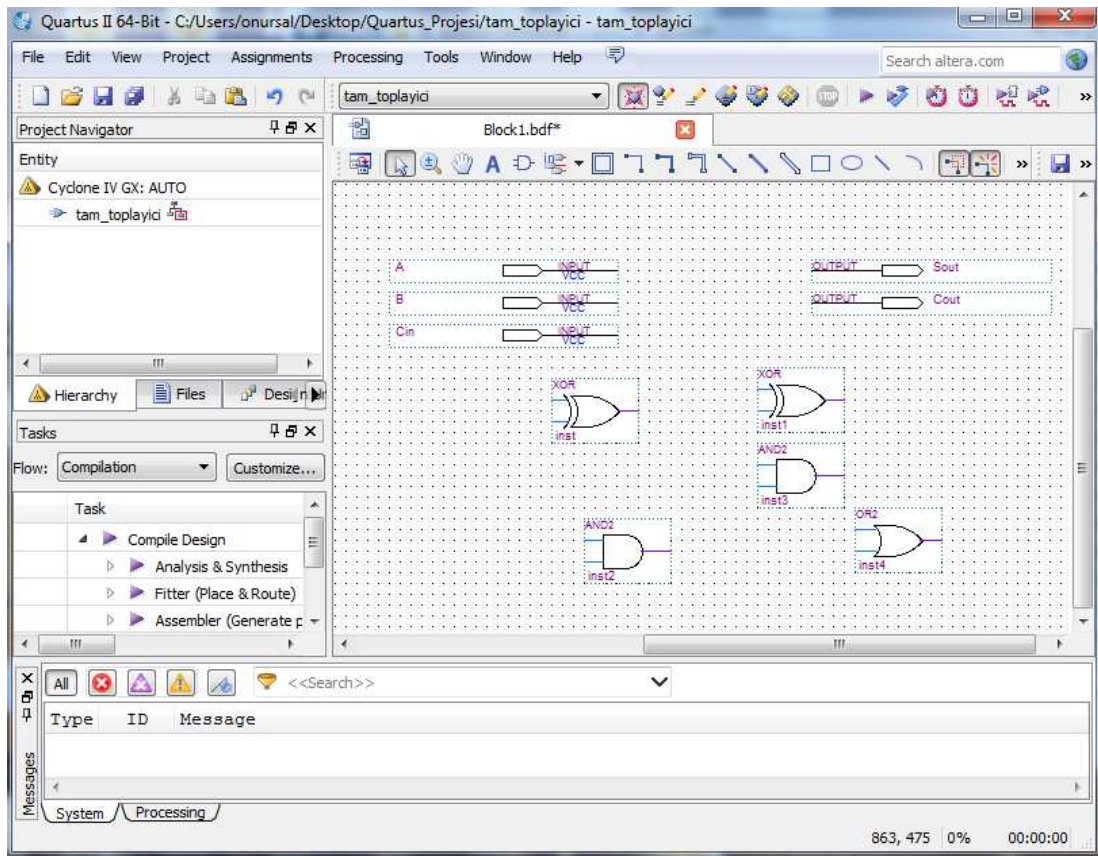 Quartus II 64-Bit - C:/Users/onursal/Desktop/Quartus_Projesi/tam_toplayici - tam_toplayici
File Edit View Project Assignments Processing Tools Window Help
Search altera.com
tam_toplayici
Project Navigator
Block1.bdf*
Entity
Cyclone IV GX: AUTO
tam_toplayici
A INPUT VCC
OUTPUT Sout
B INPUT VCC
OUTPUT Cout
Cin INPUT VCC
XOR
inst
XOR
inst1
AND2
inst3
AND2
inst2
OR2
inst4
Hierarchy Files
Tasks
Flow: Compilation Customize...
Task
Compile Design
Analysis & Synthesis
Fitter (Place & Route)
Assembler (Generate p
All <<Search>>
Type ID Message
Messages
System Processing
863, 475 0% 00:00:00